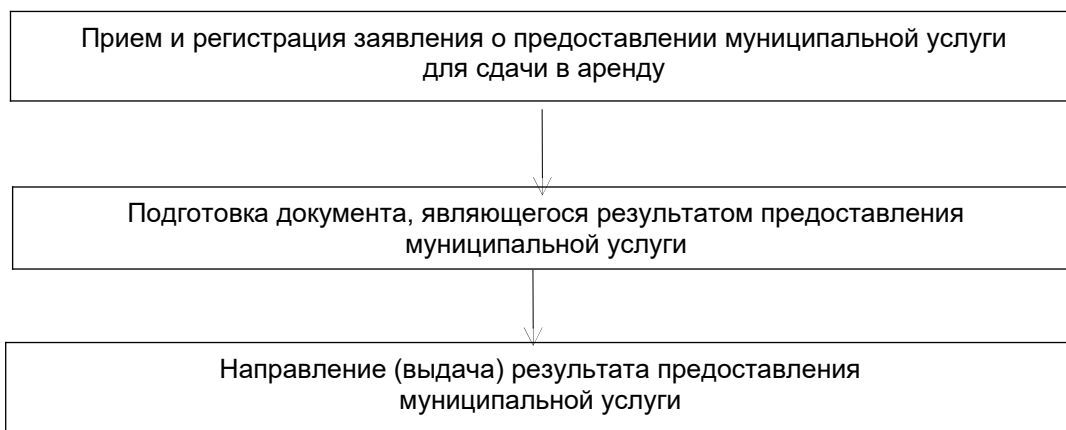 Прием и регистрация заявления о предоставлении муниципальной услуги
для сдачи в аренду
Подготовка документа, являющегося результатом предоставления
муниципальной услуги
Направление (выдача) результата предоставления
муниципальной услуги